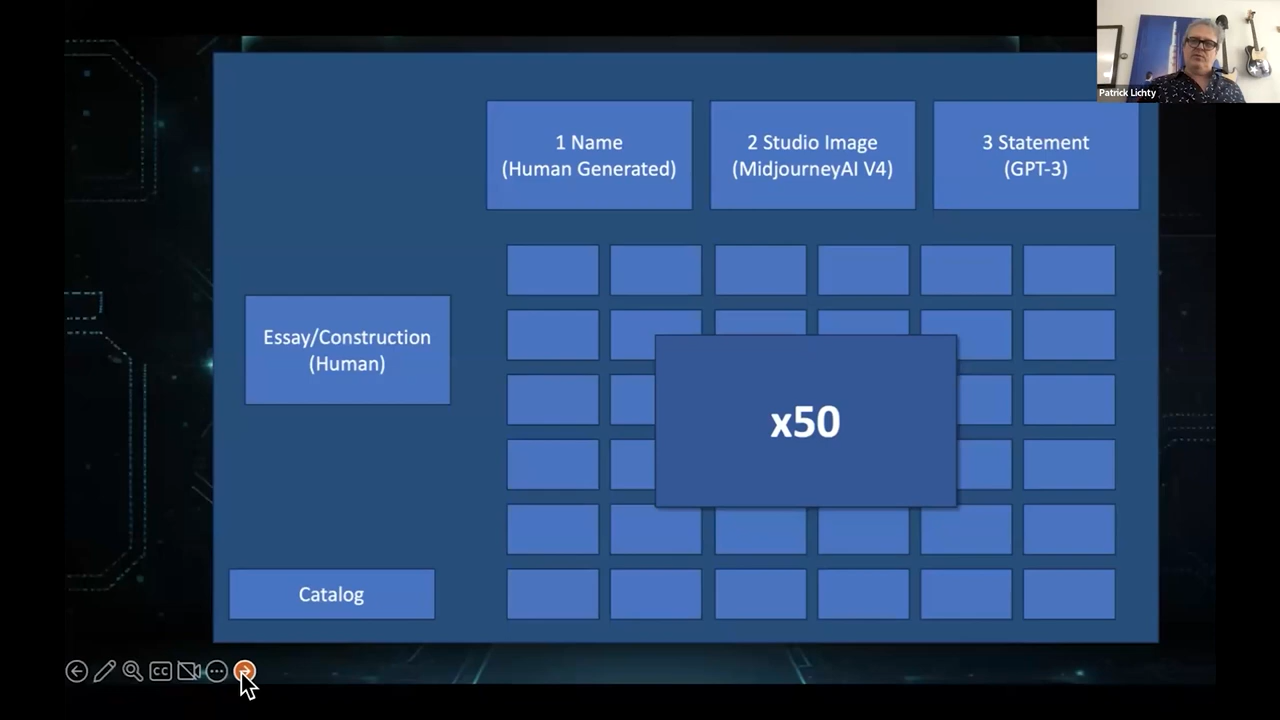 Patrick Lichty
1 Name
(Human Generated)
2 Studio Image
(MidjourneyAI V4)
3 Statement
(GPT-3)
Essay/Construction
(Human)
x50
Catalog
CC